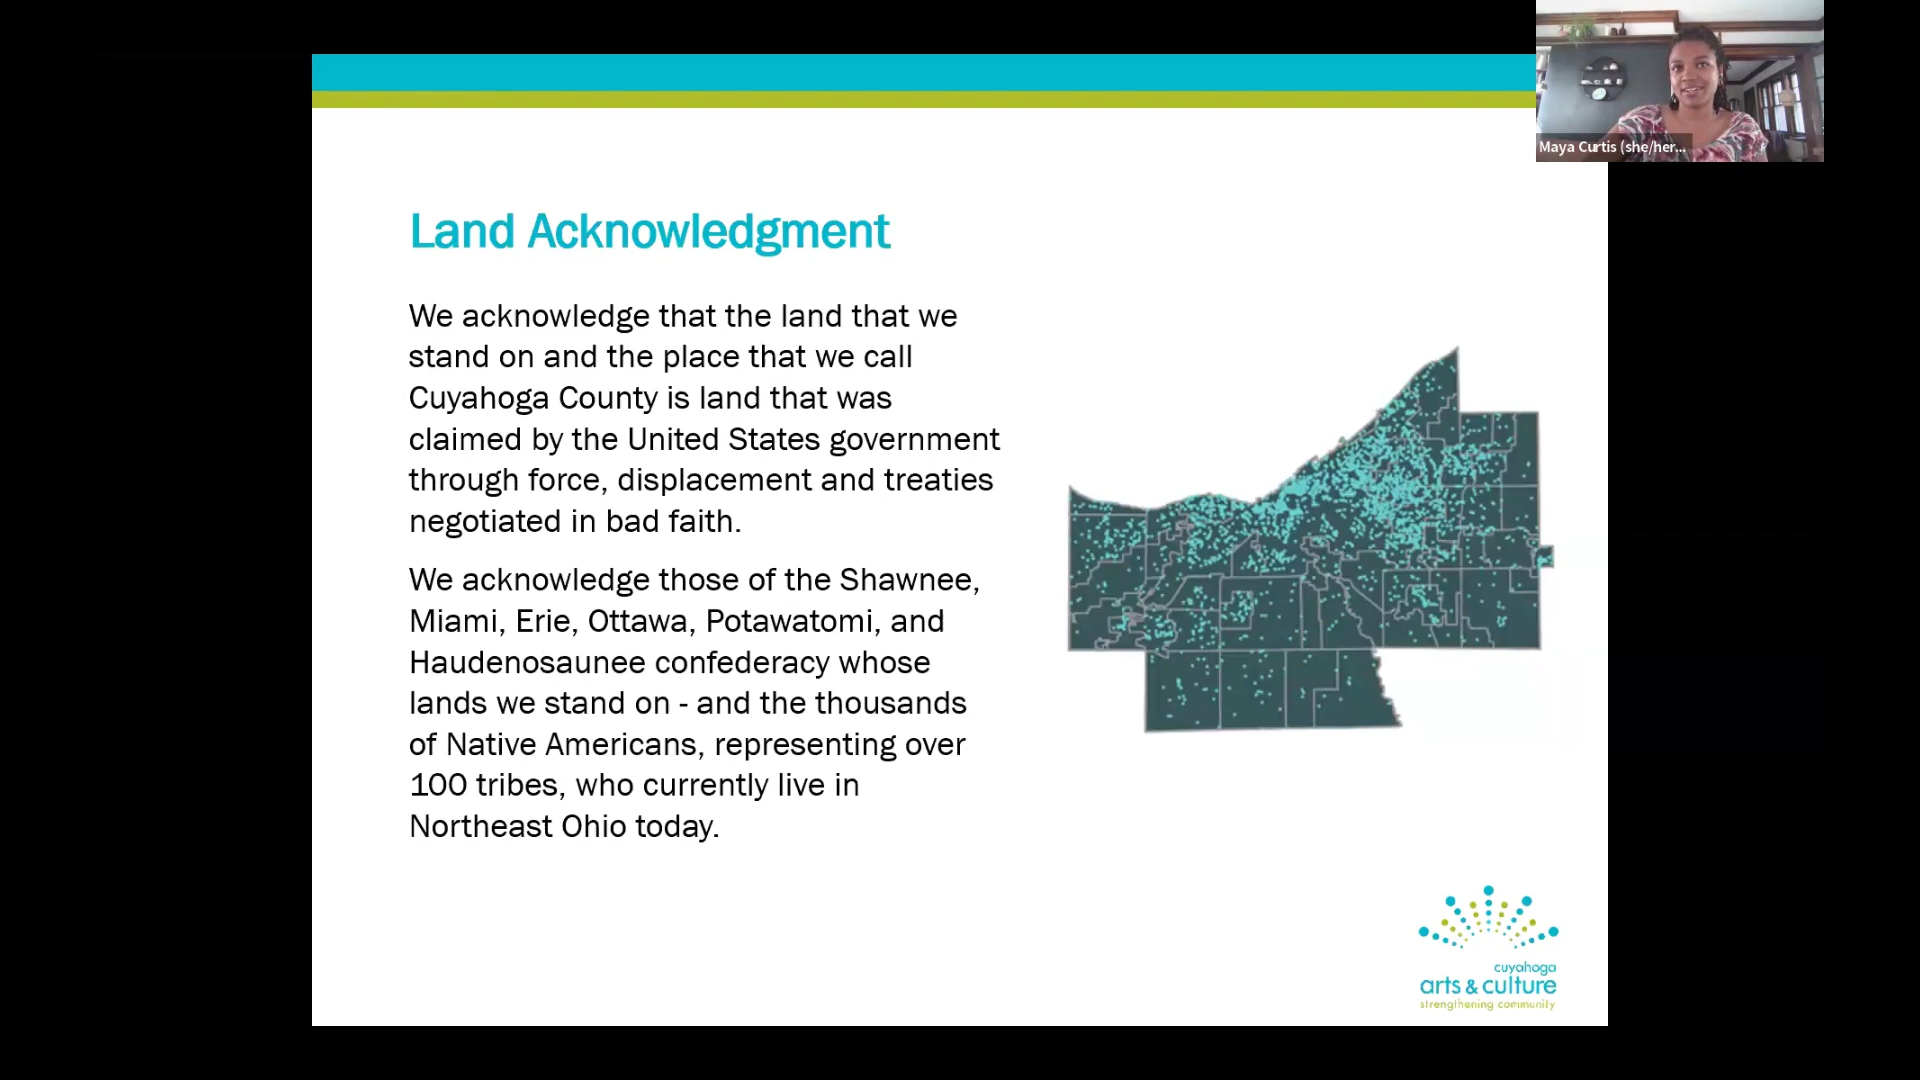 Maya Curtis (she/her...
Land Acknowledgment
We acknowledge that the land that we
stand on and the place that we call
Cuyahoga County is land that was
claimed by the United States government
through force, displacement and treaties
negotiated in bad faith.
We acknowledge those of the Shawnee,
Miami, Erie, Ottawa, Potawatomi, and
Haudenosaunee confederacy whose
lands we stand on - and the thousands
of Native Americans, representing over
100 tribes, who currently live in
Northeast Ohio today.
cuyahoga
arts & culture
strengthening community